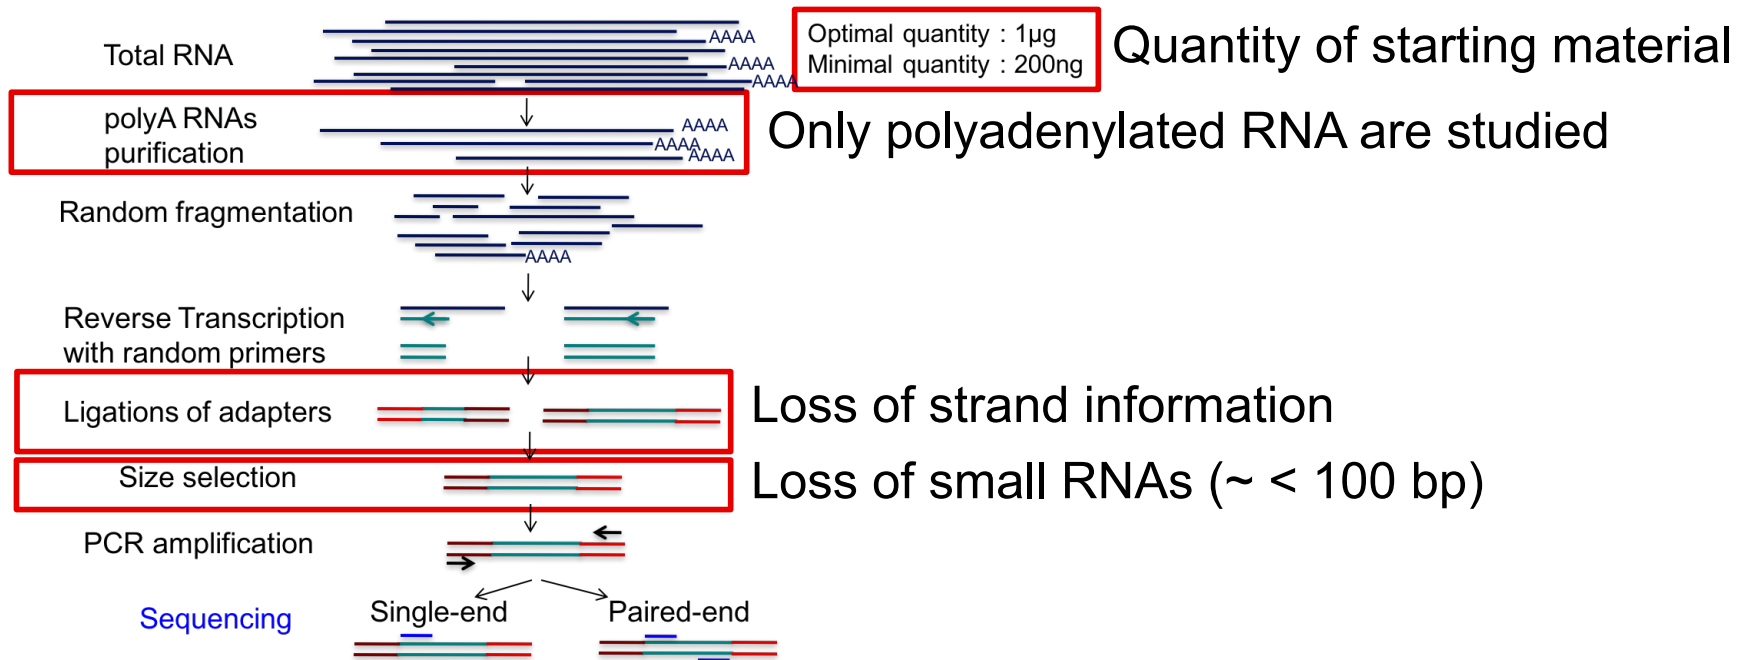 Total RNA
AAAA
AAAA
AAAA
Optimal quantity : 1µg
Minimal quantity : 200ng
Quantity of starting material
polyA RNAs
purification
AAAA
AAAA
AAAA
Only polyadenylated RNA are studied
Random fragmentation
AAAA
Reverse Transcription
with random primers
Ligations of adapters
Loss of strand information
Size selection
Loss of small RNAs (~ < 100 bp)
PCR amplification
Sequencing
Single-end
Paired-end